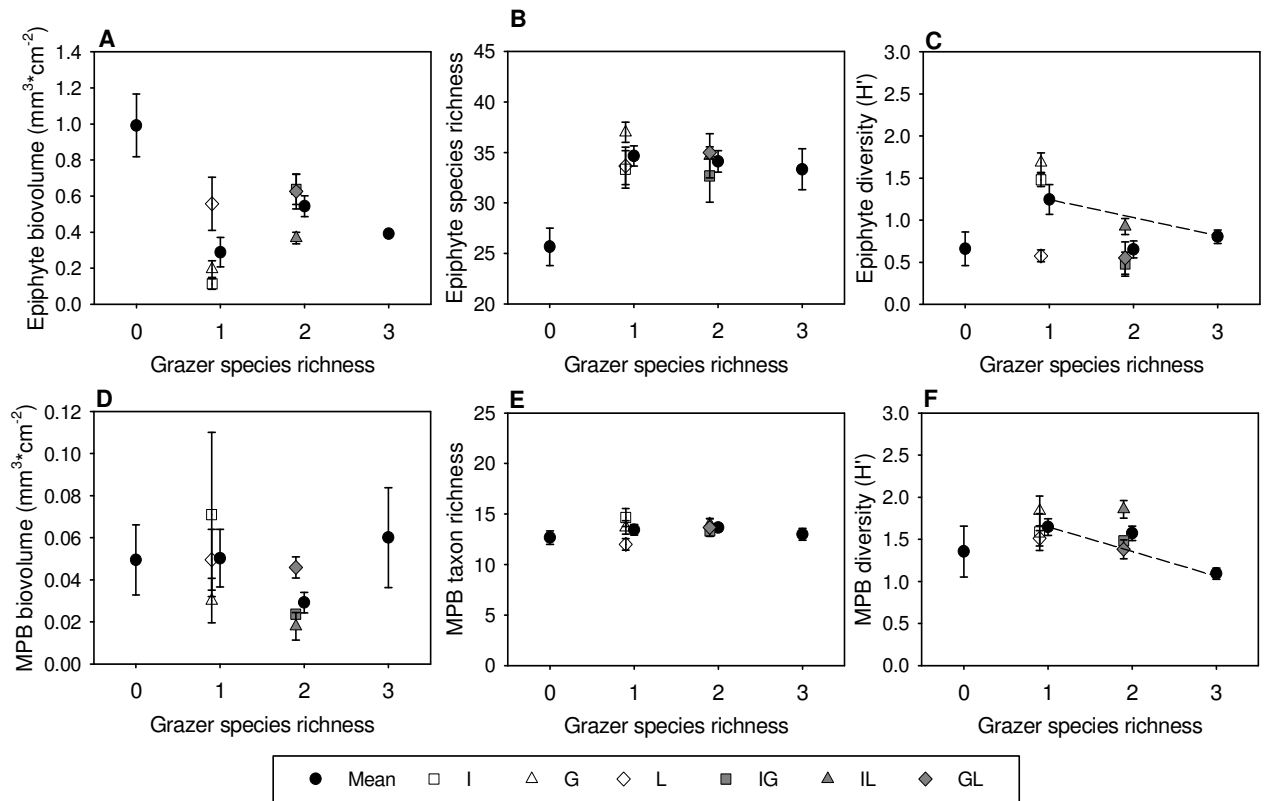 A
Epiphyte biovolume (mm³*cm⁻²)
1.4
1.2
1.0
0.8
0.6
0.4
0.2
0.0
0 1 2 3
Grazer species richness
B
Epiphyte species richness
45
40
35
30
25
20
0 1 2 3
Grazer species richness
C
Epiphyte diversity (H')
3.0
2.5
2.0
1.5
1.0
0.5
0.0
0 1 2 3
Grazer species richness
D
MPB biovolume (mm³*cm⁻²)
0.12
0.10
0.08
0.06
0.04
0.02
0.00
0 1 2 3
Grazer species richness
E
MPB taxon richness
25
20
15
10
5
0
0 1 2 3
Grazer species richness
F
MPB diversity (H')
3.0
2.5
2.0
1.5
1.0
0.5
0.0
0 1 2 3
Grazer species richness
Mean I G L IG IL GL